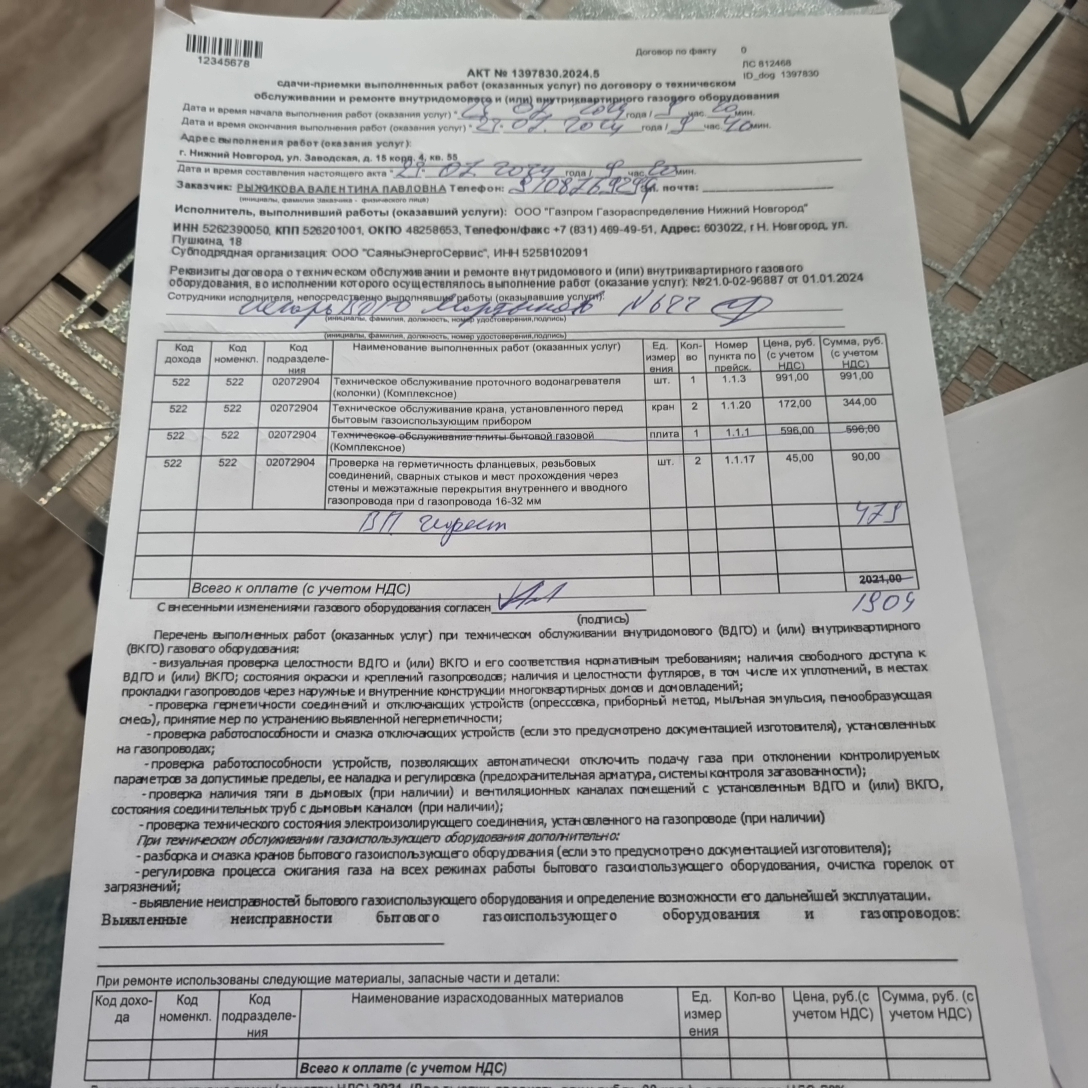 12345678
Договор по факту 0
ЛС 812468
ID_dog 1397830
АКТ № 1397830.2024.5
сдачи-приемки выполненных работ (оказанных услуг) по договору о техническом
обслуживании и ремонте внутридомового и (или) внутриквартирного газового оборудования
Дата и время начала выполнения работ (оказания услуг) " 07 2024 года / 9 час 20 мин.
Дата и время окончания выполнения работ (оказания услуг) " 07. 2024 года / 9 час 40 мин.
Адрес выполнения работ (оказания услуг):
г. Нижний Новгород, ул. Заводская, д. 15 корп. 4, кв. 55
Дата и время составления настоящего акта " 07 2024 года / 9 час мин.
Заказчик: РЫЖИКОВА ВАЛЕНТИНА ПАВЛОВНА Телефон: эл. почта:
(инициалы, фамилия Заказчика - физического лица)
Исполнитель, выполнивший работы (оказавший услуги): ООО "Газпром Газораспределение Нижний Новгород"
ИНН 5262390050, КПП 526201001, ОКПО 48258653, Телефон/факс +7 (831) 469-49-51, Адрес: 603022, г Н. Новгород, ул.
Пушкина, 18
Субподрядная организация: ООО "СаяныЭнергоСервис", ИНН 5258102091
Реквизиты договора о техническом обслуживании и ремонте внутридомового и (или) внутриквартирного газового
оборудования, во исполнении которого осуществлялось выполнение работ (оказание услуг): №21.0-02-96887 от 01.01.2024
Сотрудники исполнителя, непосредственно выполнявшие работы (оказавшие услуги):
слесарь ВДГО N 622
(инициалы, фамилия, должность, номер удостоверения,подпись)
(инициалы, фамилия, должность, номер удостоверения,подпись)
Код дохода Код номенкл. Код подразделе-ния Наименование выполненных работ (оказанных услуг) Ед. измер ения Кол-во Номер пункта по прейск. Цена, руб. (с учетом НДС) Сумма, руб. (с учетом НДС)
522 522 02072904 Техническое обслуживание проточного водонагревателя шт. 1 1.1.3 991,00 991,00
(колонки) (Комплексное)
522 522 02072904 Техническое обслуживание крана, установленного перед кран 2 1.1.20 172,00 344,00
бытовым газоиспользующим прибором
522 522 02072904 Техническое обслуживание плиты бытовой газовой плита 1 1.1.1 596,00 596,00
(Комплексное)
522 522 02072904 Проверка на герметичность фланцевых, резьбовых шт. 2 1.1.17 45,00 90,00
соединений, сварных стыков и мест прохождения через
стены и межэтажные перекрытия внутреннего и вводного
газопровода при d газопровода 16-32 мм
ВП 479
Всего к оплате (с учетом НДС) 2021,00
1904
С внесенными изменениями газового оборудования согласен
(подпись)
Перечень выполненных работ (оказанных услуг) при техническом обслуживании внутридомового (ВДГО) и (или) внутриквартирного
(ВКГО) газового оборудования:
- визуальная проверка целостности ВДГО и (или) ВКГО и его соответствия нормативным требованиям; наличия свободного доступа к
ВДГО и (или) ВКГО; состояния окраски и креплений газопроводов; наличия и целостности футляров, в том числе их уплотнений, в местах
прокладки газопроводов через наружные и внутренние конструкции многоквартирных домов и домовладений;
- проверка герметичности соединений и отключающих устройств (опрессовка, приборный метод, мыльная эмульсия, пенообразующая
смесь), принятие мер по устранению выявленной негерметичности;
- проверка работоспособности и смазка отключающих устройств (если это предусмотрено документацией изготовителя), установленных
на газопроводах;
- проверка работоспособности устройств, позволяющих автоматически отключить подачу газа при отклонении контролируемых
параметров за допустимые пределы, ее наладка и регулировка (предохранительная арматура, системы контроля загазованности);
- проверка наличия тяги в дымовых (при наличии) и вентиляционных каналах помещений с установленным ВДГО и (или) ВКГО,
состояния соединительных труб с дымовым каналом (при наличии);
- проверка технического состояния электроизолирующего соединения, установленного на газопроводе (при наличии)
При техническом обслуживании газоиспользующего оборудования дополнительно:
- разборка и смазка кранов бытового газоиспользующего оборудования (если это предусмотрено документацией изготовителя);
- регулировка процесса сжигания газа на всех режимах работы бытового газоиспользующего оборудования, очистка горелок от
загрязнений;
- выявление неисправностей бытового газоиспользующего оборудования и определение возможности его дальнейшей эксплуатации.
Выявленные неисправности бытового газоиспользующего оборудования и газопроводов:
При ремонте использованы следующие материалы, запасные части и детали:
Код дохо-да Код номенкл. Код подразделе-ния Наименование израсходованных материалов Ед. измер ения Кол-во Цена, руб.(с учетом НДС) Сумма, руб. (с учетом НДС)
Всего к оплате (с учетом НДС)